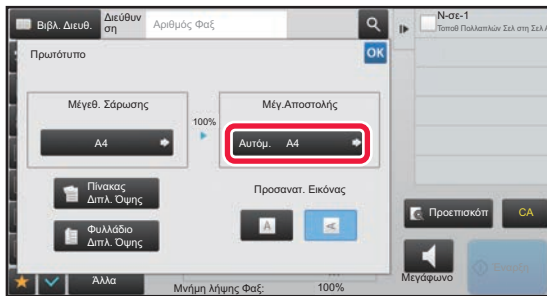 Βιβλ. Διευθ.
Διεύθυν
ση
Αριθμός Φαξ
N-σε-1
Τοποθ Πολλαπλών Σελ στη Σελ
Πρωτότυπο
OK
Μέγεθ. Σάρωσης
Μέγ.Αποστολής
100%
A4
Αυτόμ. A4
Πίνακας
Διπλ. Όψης
Προσανατ. Εικόνας
Φυλλάδιο
Διπλ. Όψης
Προεπισκόπ
CA
Άλλα
Μνήμη λήψης Φαξ:
100%
Μεγάφωνο